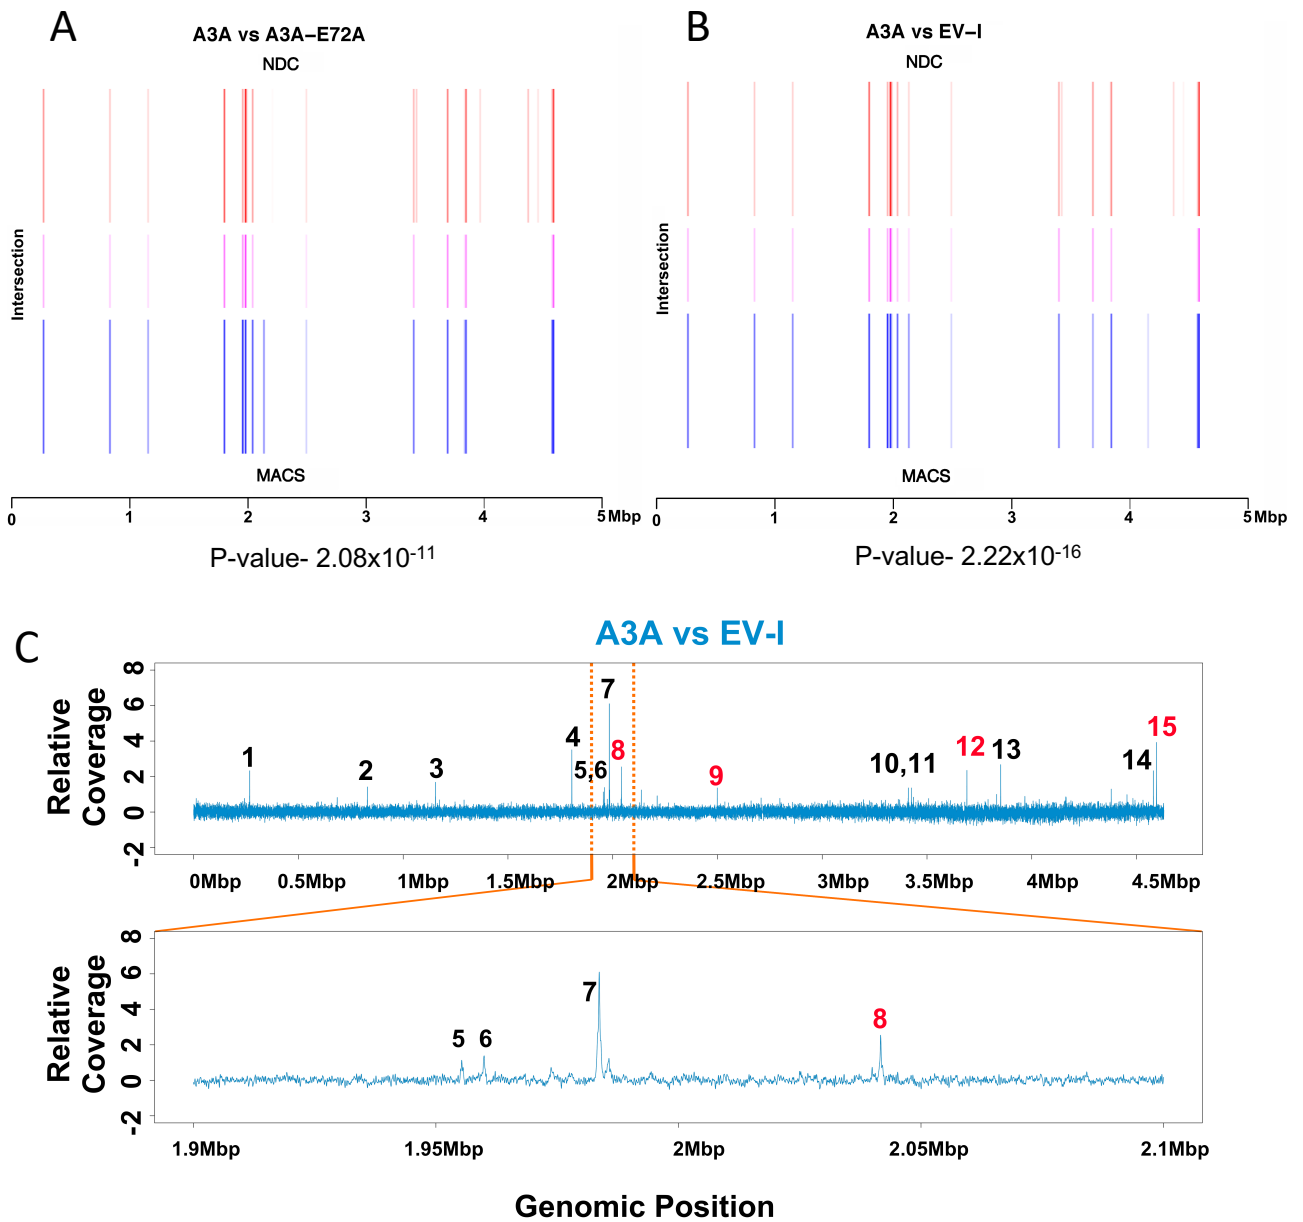 A
A3A vs A3A–E72A
NDC
Intersection
MACS
0 1 2 3 4 5 Mbp
P-value- 2.08x10-11
B
A3A vs EV–I
NDC
Intersection
MACS
0 1 2 3 4 5 Mbp
P-value- 2.22x10-16
C
A3A vs EV-I
Relative
Coverage
8
6
4
2
0
-2
1 2 3 4 5,6 7 8 9 10,11 12 13 14 15
0Mbp 0.5Mbp 1Mbp 1.5Mbp 2Mbp 2.5Mbp 3Mbp 3.5Mbp 4Mbp 4.5Mbp
Relative
Coverage
8
6
4
2
0
-2
5 6 7 8
1.9Mbp 1.95Mbp 2Mbp 2.05Mbp 2.1Mbp
Genomic Position